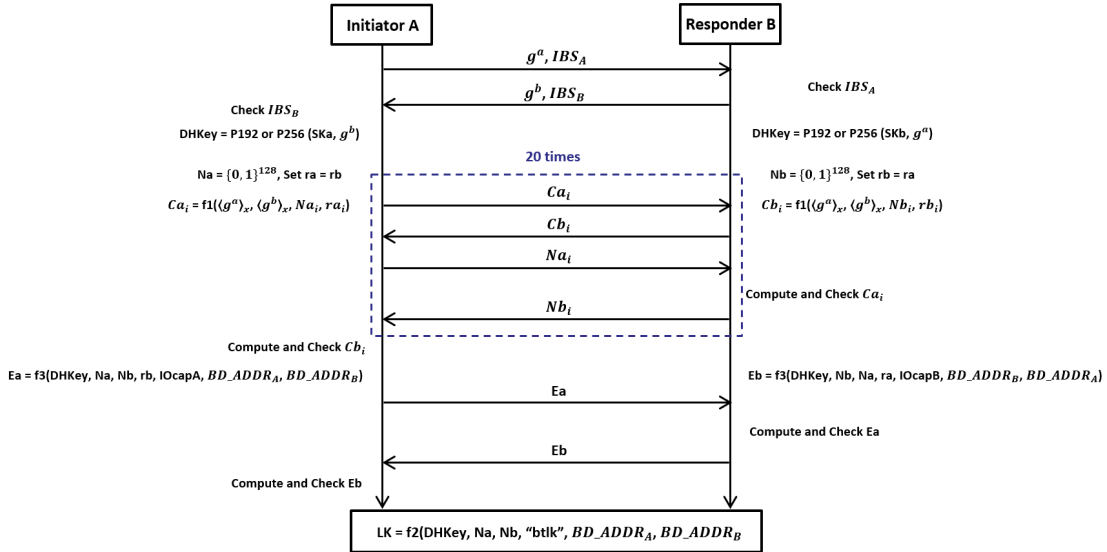 Initiator A
Responder B
g^a, IBS_A
Check IBS_A
g^b, IBS_B
Check IBS_B
DHKey = P192 or P256 (SKa, g^b)
DHKey = P192 or P256 (SKb, g^a)
20 times
Na = {0, 1}^128, Set ra = rb
Nb = {0, 1}^128, Set rb = ra
Ca_i
Ca_i = f1(⟨g^a⟩_x, ⟨g^b⟩_x, Na_i, ra_i)
Cb_i = f1(⟨g^a⟩_x, ⟨g^b⟩_x, Nb_i, rb_i)
Cb_i
Na_i
Compute and Check Ca_i
Nb_i
Compute and Check Cb_i
Ea = f3(DHKey, Na, Nb, rb, IOcapA, BD_ADDR_A, BD_ADDR_B)
Eb = f3(DHKey, Nb, Na, ra, IOcapB, BD_ADDR_B, BD_ADDR_A)
Ea
Compute and Check Ea
Eb
Compute and Check Eb
LK = f2(DHKey, Na, Nb, “btlk”, BD_ADDR_A, BD_ADDR_B